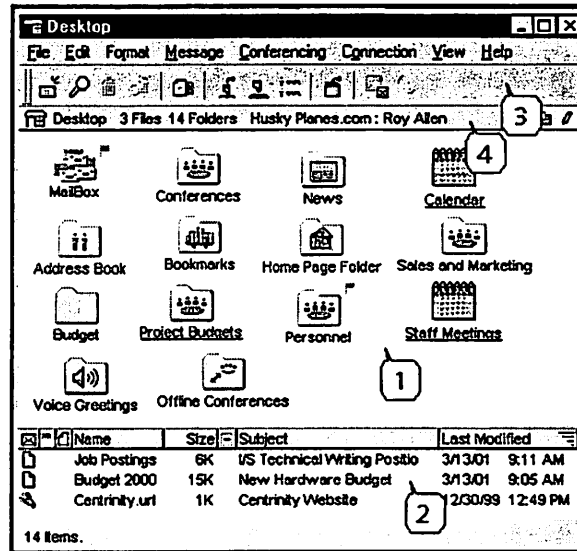 Desktop
File Edit Format Message Conferencing Connection View Help
3
Desktop 3 Files 14 Folders Husky Planes.com : Roy Allen
4
MailBox Conferences News Calendar
Address Book Bookmarks Home Page Folder Sales and Marketing
Budget Project Budgets Personnel Staff Meetings
1
Voice Greetings Offline Conferences
Name Size Subject Last Modified
Job Postings 6K I/S Technical Writing Positio 3/13/01 9:11 AM
Budget 2000 15K New Hardware Budget 3/13/01 9:05 AM
Centrinity.url 1K Centrinity Website 12/30/99 12:49 PM
2
14 Items.